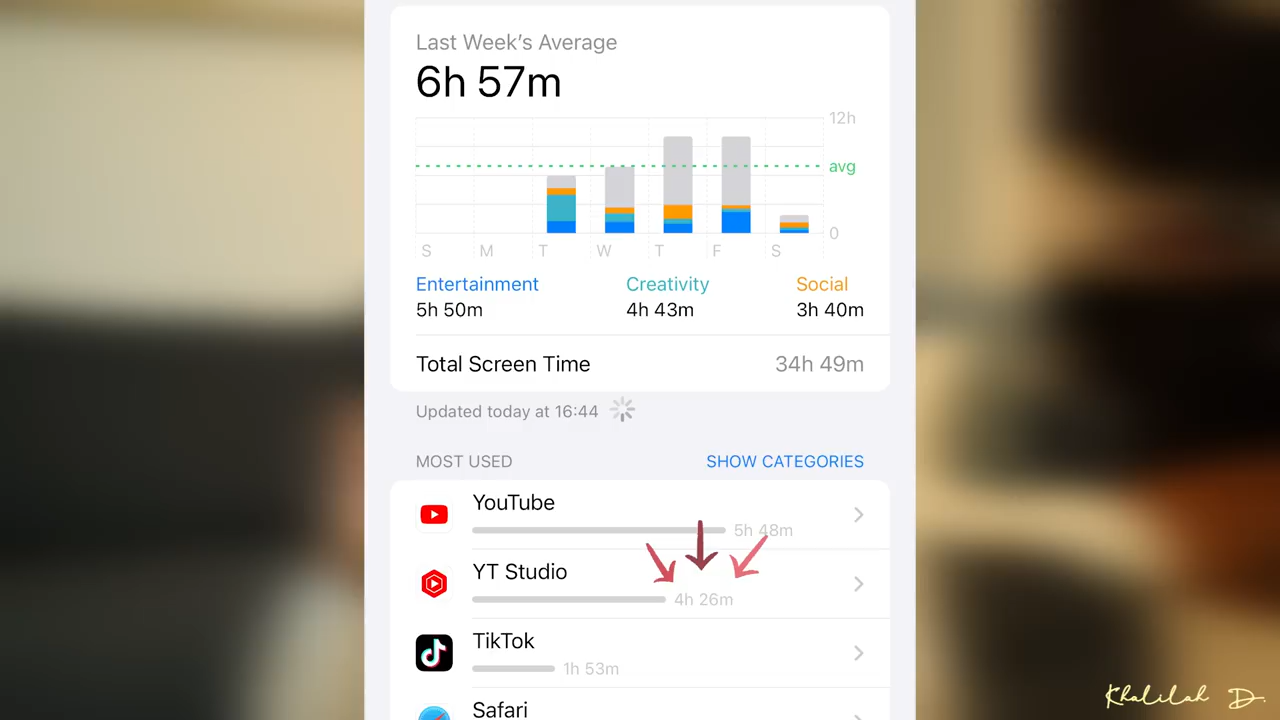 Last Week's Average
6h 57m
12h
avg
0
S M T W T F S
Entertainment Creativity Social
5h 50m 4h 43m 3h 40m
Total Screen Time 34h 49m
Updated today at 16:44
MOST USED SHOW CATEGORIES
YouTube
5h 48m
YT Studio
4h 26m
TikTok
1h 53m
Safari
Khalilah D.